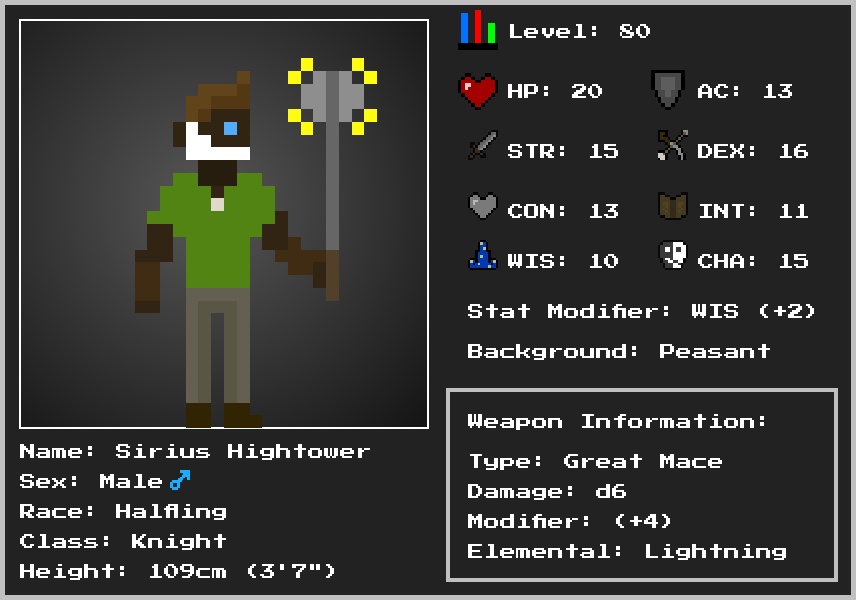 Level: 80
HP: 20
AC: 13
STR: 15
DEX: 16
CON: 13
INT: 11
WIS: 10
CHA: 15
Stat Modifier: WIS (+2)
Background: Peasant
Weapon Information:
Type: Great Mace
Damage: d6
Modifier: (+4)
Elemental: Lightning
Name: Sirius Hightower
Sex: Male♂
Race: Halfling
Class: Knight
Height: 109cm (3'7")